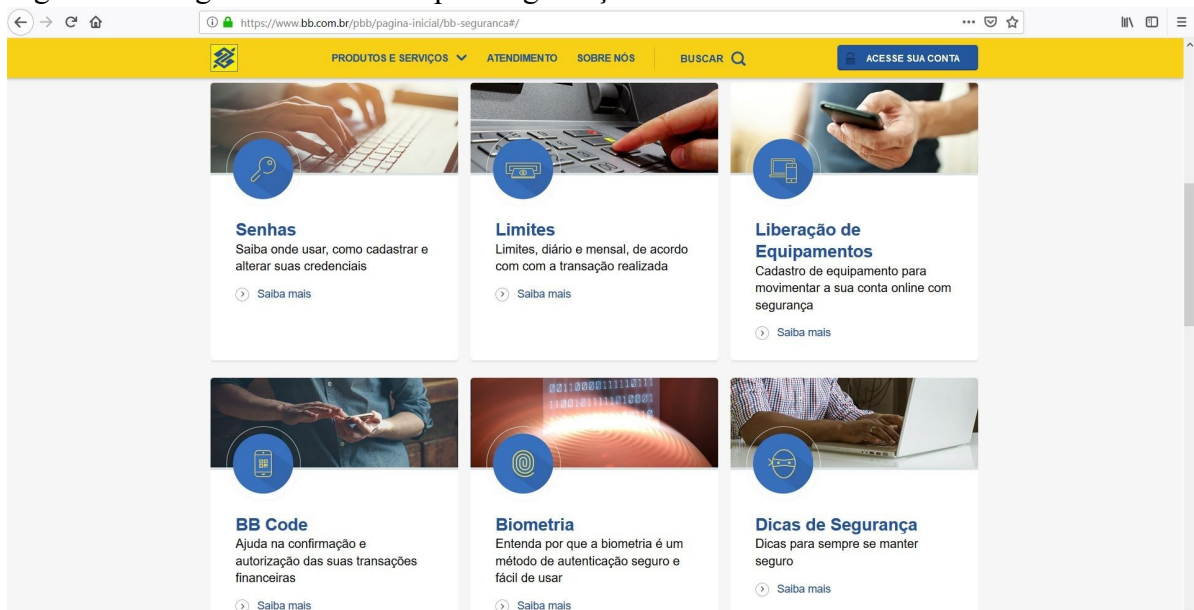 https://www.bb.com.br/pbb/pagina-inicial/bb-seguranca#/
PRODUTOS E SERVIÇOS ATENDIMENTO SOBRE NÓS BUSCAR ACESSE SUA CONTA
Senhas
Saiba onde usar, como cadastrar e
alterar suas credenciais
Saiba mais
Limites
Limites, diário e mensal, de acordo
com com a transação realizada
Saiba mais
Liberação de
Equipamentos
Cadastro de equipamento para
movimentar a sua conta online com
segurança
Saiba mais
BB Code
Ajuda na confirmação e
autorização das suas transações
financeiras
Saiba mais
Biometria
Entenda por que a biometria é um
método de autenticação seguro e
fácil de usar
Saiba mais
Dicas de Segurança
Dicas para sempre se manter
seguro
Saiba mais